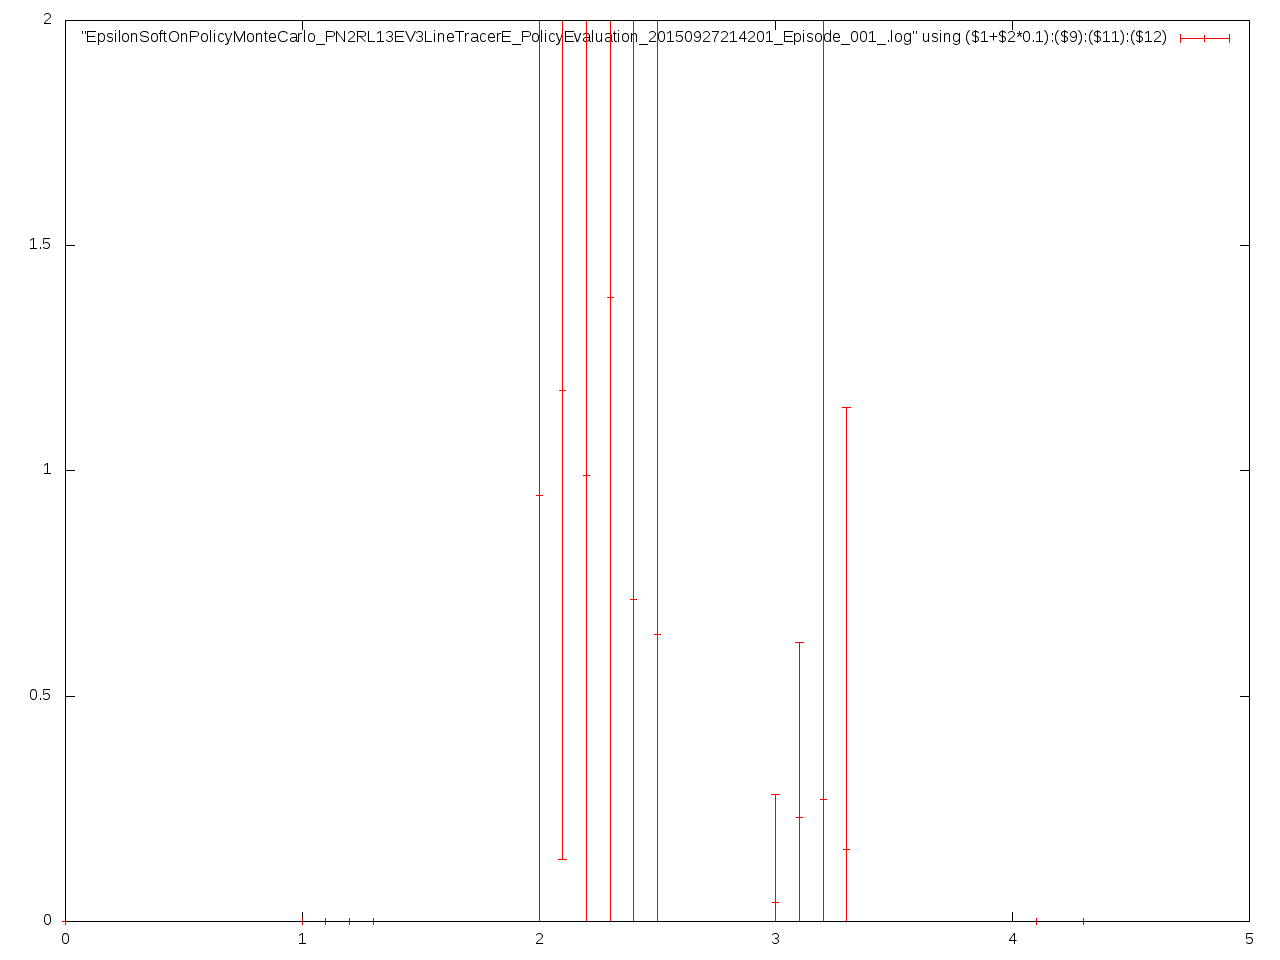 2
"EpsilonSoftOnPolicyMonteCarlo_PN2RL13EV3LineTracerE_PolicyEvaluation_20150927214201_Episode_001_.log" using ($1+$2*0.1):($9):($11):($12)
1.5
1
0.5
0
0 1 2 3 4 5